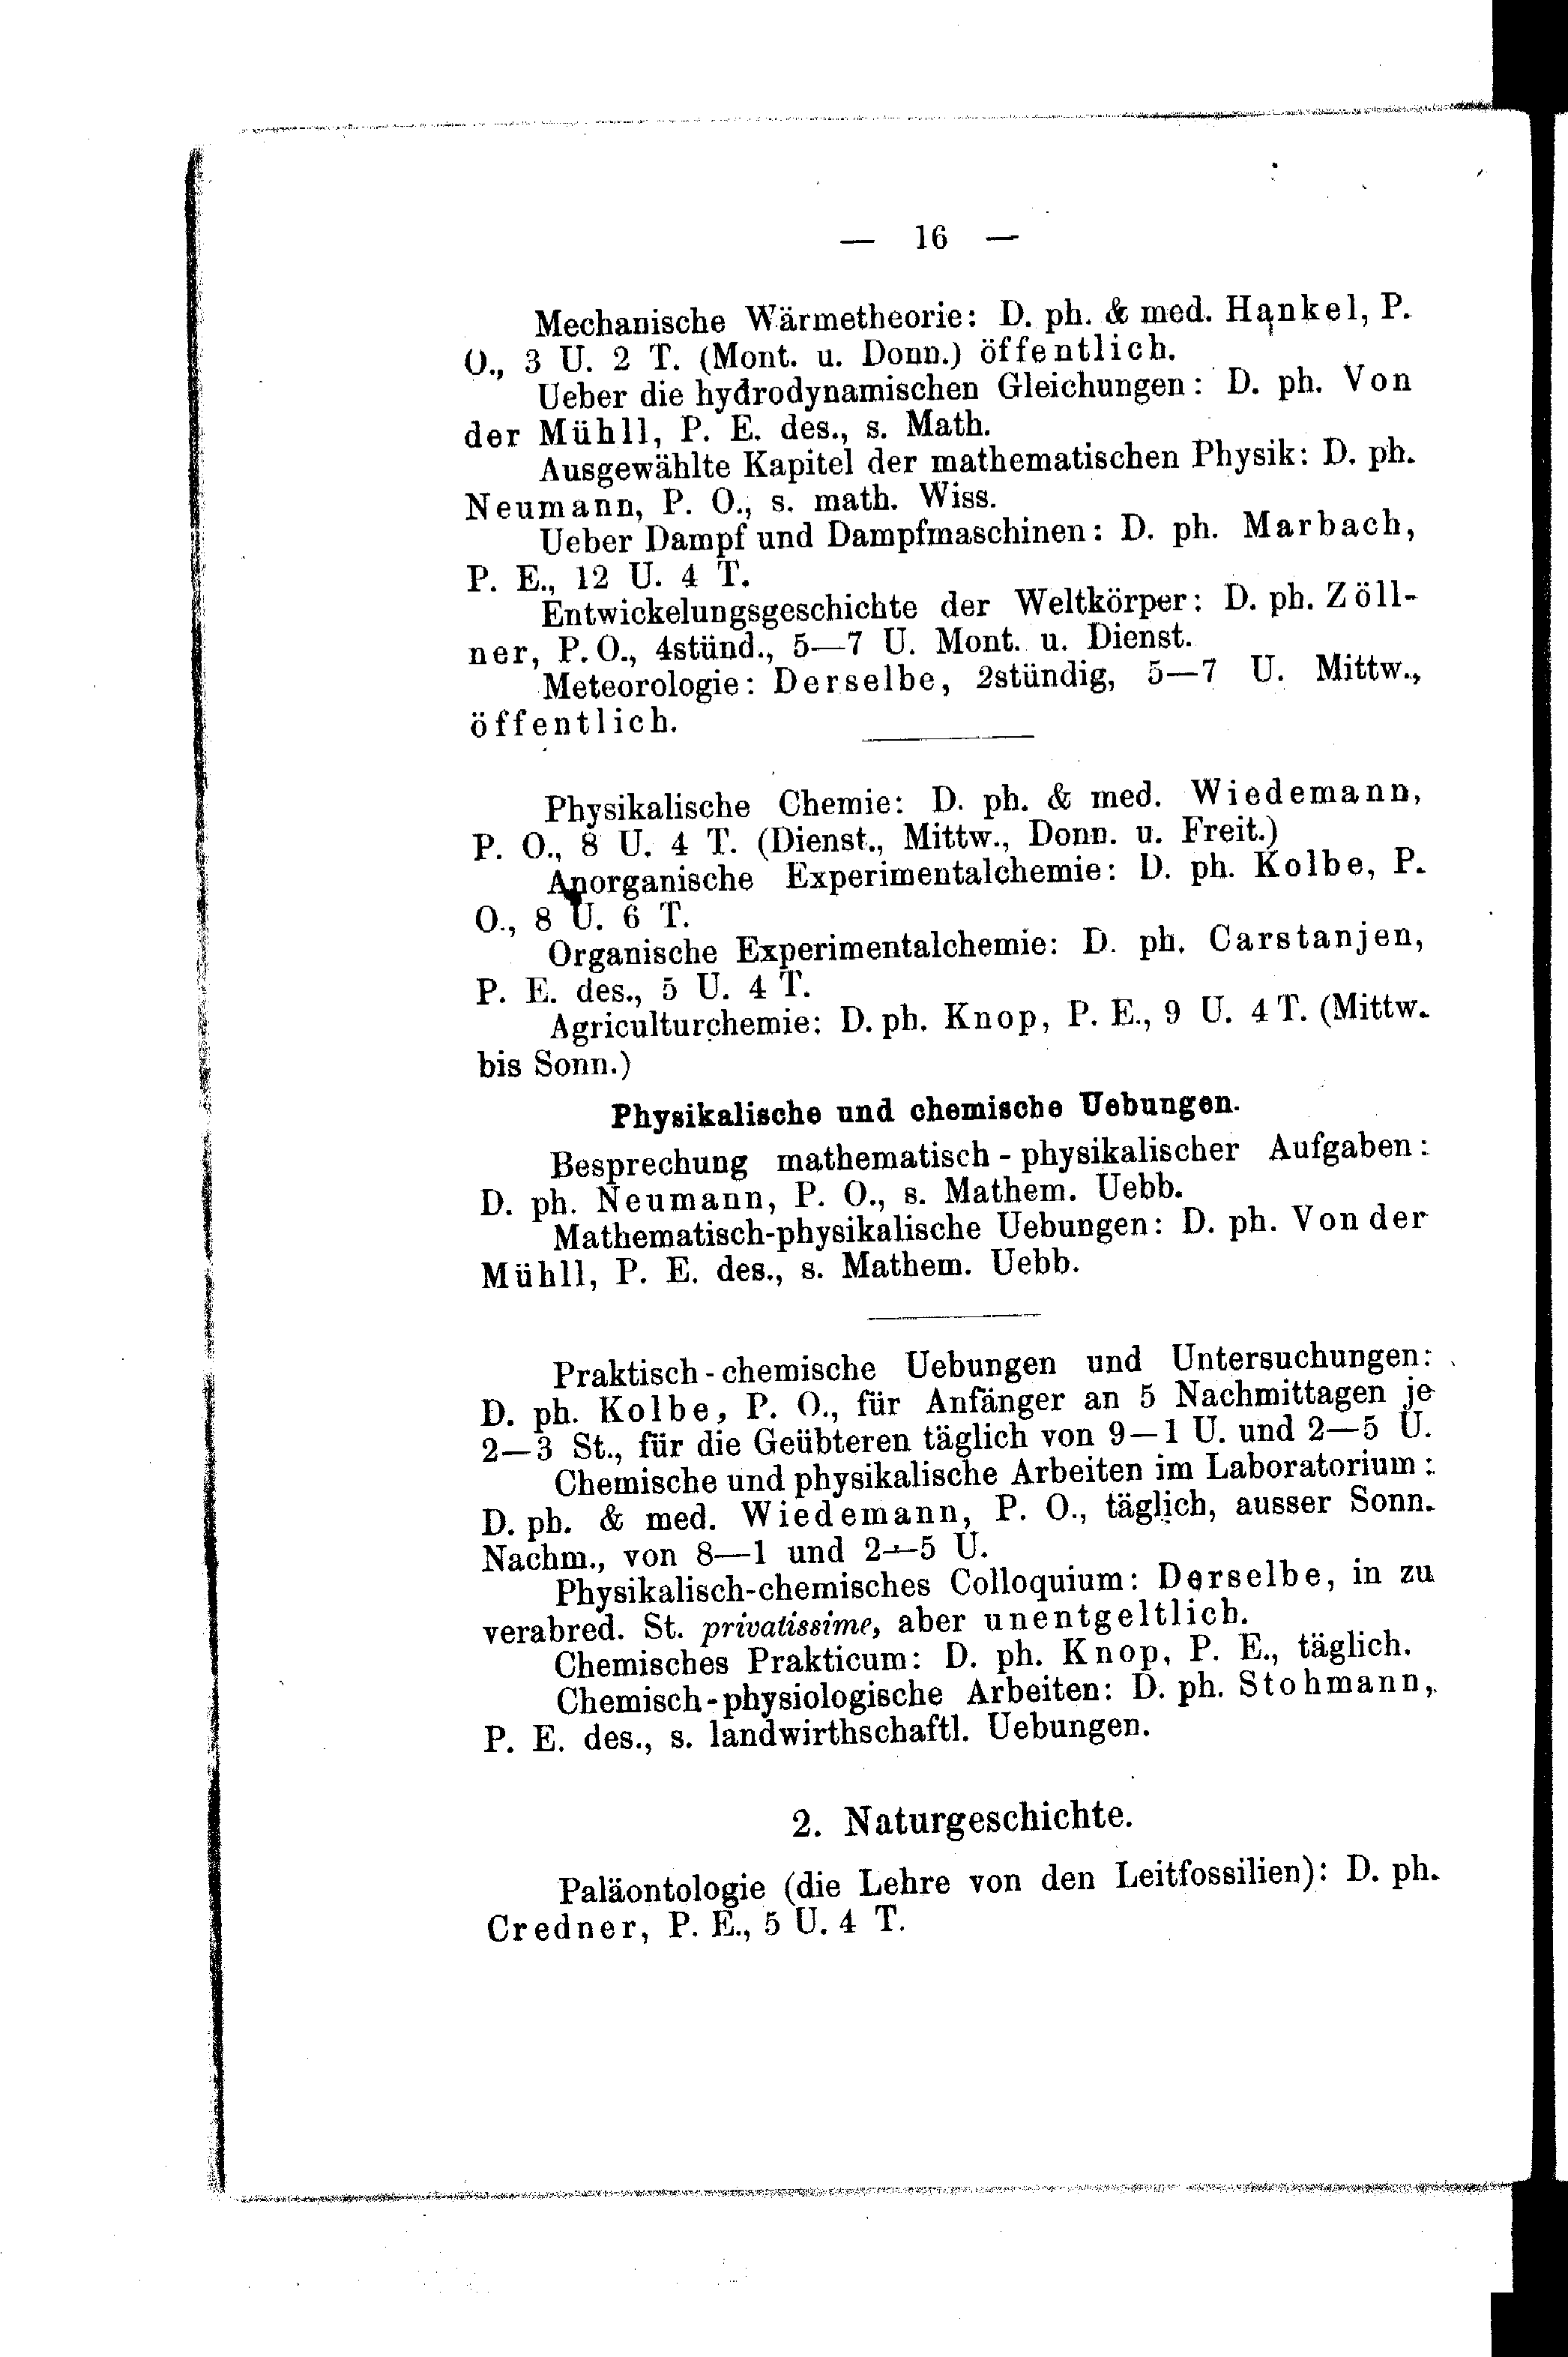 — 16 —
Mechanische Wärmetheorie: D. ph. & med. Hankel, P.
O., 3 U. 2 T. (Mont. u. Donn.) öffentlich.
Ueber die hydrodynamischen Gleichungen: D. ph. Von
der Mühll, P. E. des., s. Math.
Ausgewählte Kapitel der mathematischen Physik: D. ph.
Neumann, P. O., s. math. Wiss.
Ueber Dampf und Dampfmaschinen: D. ph. Marbach,
P. E., 12 U. 4 T.
Entwickelungsgeschichte der Weltkörper: D. ph. Zöll-
ner, P. O., 4stünd., 5—7 U. Mont. u. Dienst.
Meteorologie: Derselbe, 2stündig, 5—7 U. Mittw.,
öffentlich.
Physikalische Chemie: D. ph. & med. Wiedemann,
P. O., 8 U. 4 T. (Dienst., Mittw., Donn. u. Freit.)
Anorganische Experimentalchemie: D. ph. Kolbe, P.
O., 8 U. 6 T.
Organische Experimentalchemie: D. ph. Carstanjen,
P. E. des., 5 U. 4 T.
Agriculturchemie: D. ph. Knop, P. E., 9 U. 4 T. (Mittw.
bis Sonn.)
Physikalische und chemische Uebungen.
Besprechung mathematisch-physikalischer Aufgaben:
D. ph. Neumann, P. O., s. Mathem. Uebb.
Mathematisch-physikalische Uebungen: D. ph. Von der
Mühll, P. E. des., s. Mathem. Uebb.
Praktisch-chemische Uebungen und Untersuchungen:
D. ph. Kolbe, P. O., für Anfänger an 5 Nachmittagen je
2—3 St., für die Geübteren täglich von 9—1 U. und 2—5 U.
Chemische und physikalische Arbeiten im Laboratorium:
D. ph. & med. Wiedemann, P. O., täglich, ausser Sonn.
Nachm., von 8—1 und 2—5 U.
Physikalisch-chemisches Colloquium: Derselbe, in zu
verabred. St. privatissime, aber unentgeltlich.
Chemisches Prakticum: D. ph. Knop, P. E., täglich.
Chemisch-physiologische Arbeiten: D. ph. Stohmann,
P. E. des., s. landwirthschaftl. Uebungen.
2. Naturgeschichte.
Paläontologie (die Lehre von den Leitfossilien): D. ph.
Credner, P. E., 5 U. 4 T.